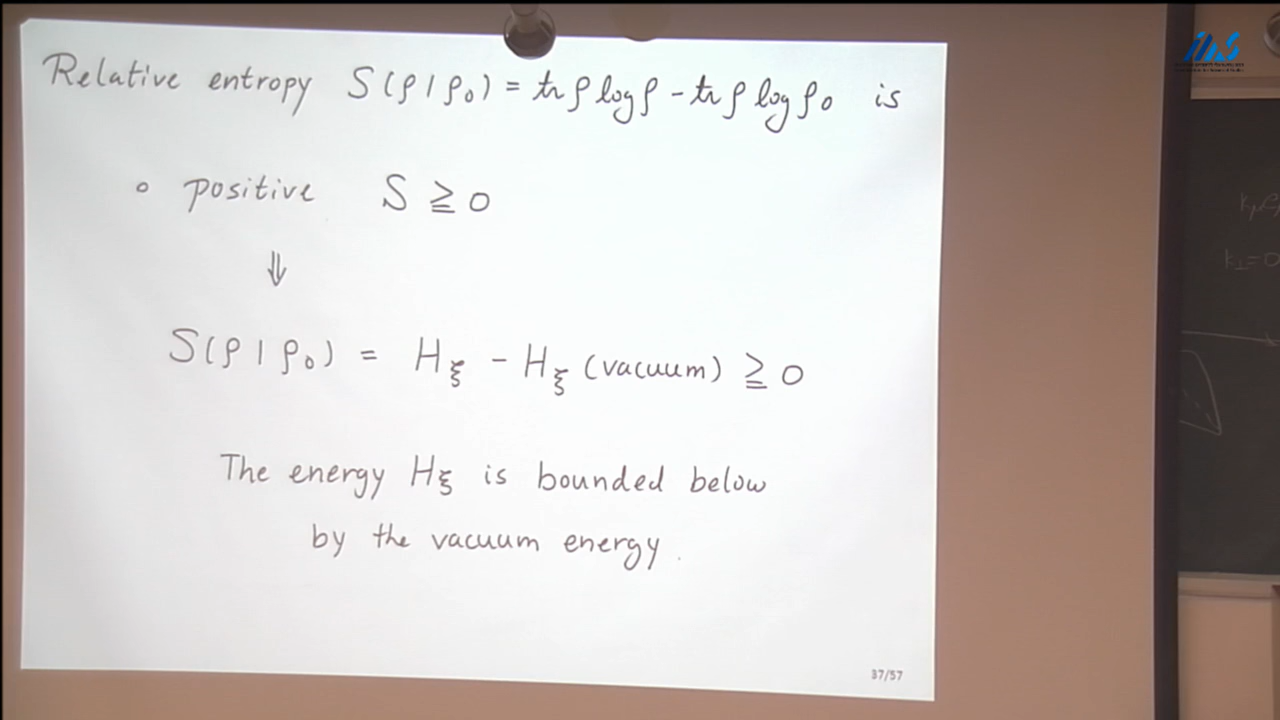 Relative entropy S(ρ|ρ₀) = tr ρ log ρ - tr ρ log ρ₀ is
∘ positive S ≧ 0
⇓
S(ρ|ρ₀) = H_ξ - H_ξ (vacuum) ≧ 0
The energy H_ξ is bounded below
by the vacuum energy.
37/57